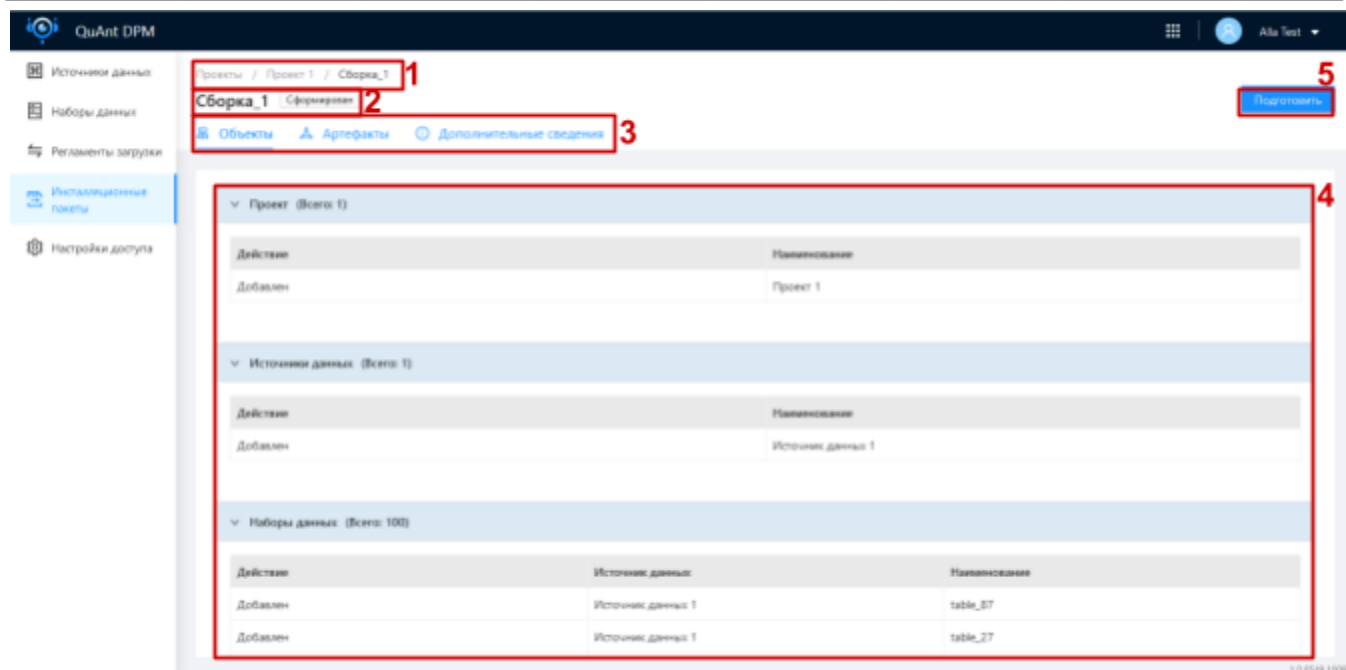 QuAnt DPM
Alla Test
Источники данных
Наборы данных
Регламенты загрузки
Инсталляционные
пакеты
Настройки доступа
Проекты / Проект 1 / Сборка_1
1
Сборка_1 Сформирован
2
Объекты Артефакты Дополнительные сведения
3
5
Подготовить
4
Проект (Всего: 1)
Действие Наименование
Добавлен Проект 1
Источники данных (Всего: 1)
Действие Наименование
Добавлен Источник данных 1
Наборы данных (Всего: 100)
Действие Источник данных Наименование
Добавлен Источник данных 1 table_87
Добавлен Источник данных 1 table_27